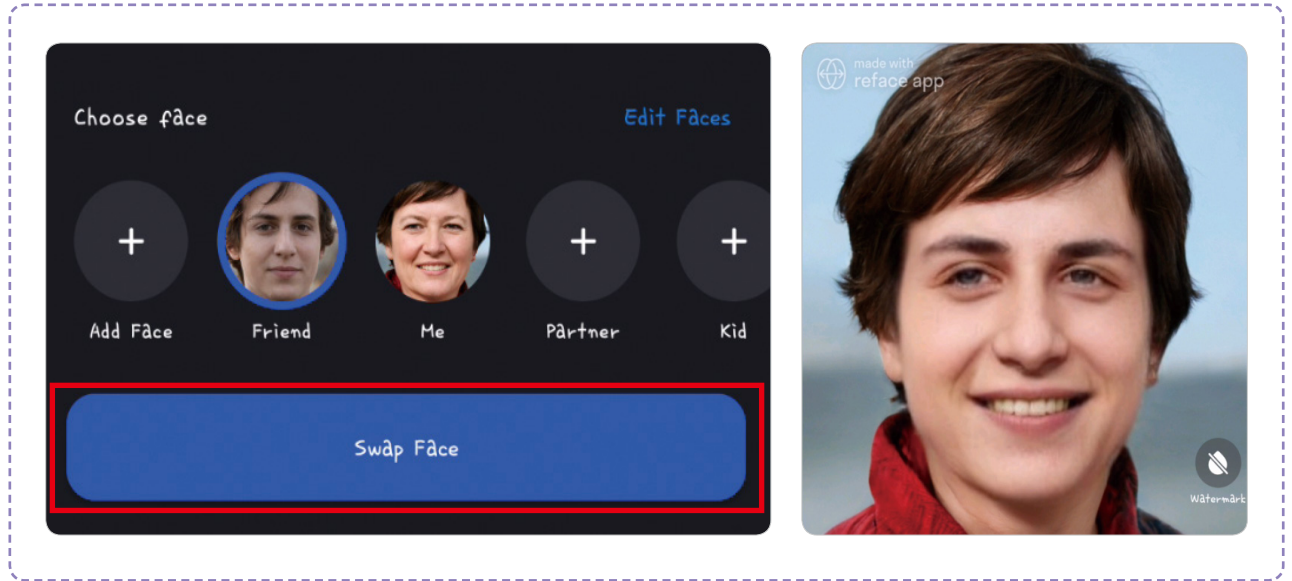 Choose face
Edit Faces
Add Face
Friend
Me
Partner
Kid
Swap Face
made with
reface app
Watermark